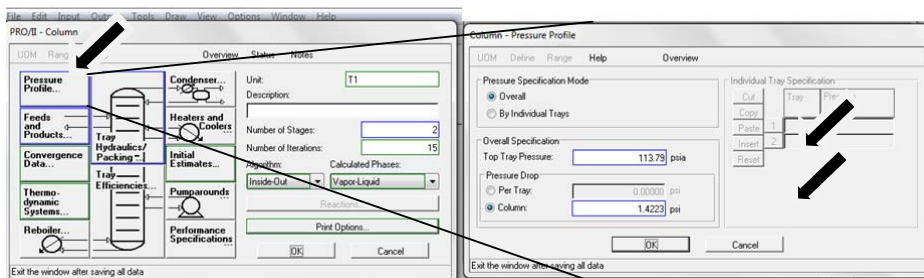 File Edit Input Output Tools Draw View Options Window Help
PRO/II - Column
UOM Overview Status Notes
Pressure
Profile...
Feeds
and
Products...
Convergence
Data...
Thermo-
dynamic
Systems...
Reboiler...
Tray
Hydraulics/
Packing
Tray
Efficiencies...
Condenser...
Heaters and
Coolers
...
Initial
Estimates...
Pumparounds
...
Performance
Specifications
...
Unit: T1
Description:
Number of Stages: 2
Number of Iterations: 15
Algorithm: Calculated Phases:
Inside-Out Vapor-Liquid
Reactions...
Print Options...
OK Cancel
Exit the window after saving all data
Column - Pressure Profile
UOM Define Range Help Overview
Pressure Specification Mode
Overall
By Individual Trays
Overall Specification
Top Tray Pressure: 113.79 psia
Pressure Drop
Per Tray: 0.00000 psi
Column: 1.4223 psi
Individual Tray Specification
Cut Tray
Copy
Paste 1
Insert 2
Reset
OK Cancel
Exit the window after saving all data